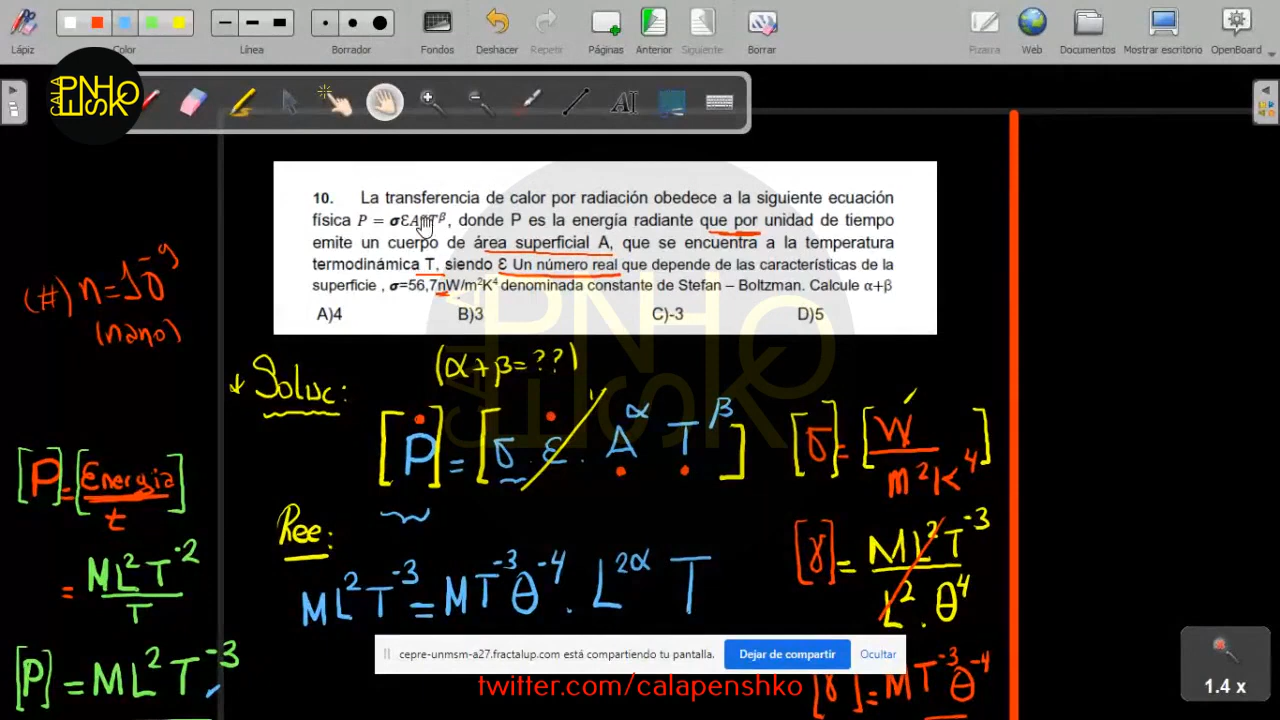 Lápiz
Color
Línea
Borrador
Fondos
Deshacer
Repetir
Páginas
Anterior
Siguiente
Borrar
Pizarra
Web
Documentos
Mostrar escritorio
OpenBoard
CALA
PENHO
ESK
10. La transferencia de calor por radiación obedece a la siguiente ecuación
física P = σƐAᵅTᵝ, donde P es la energía radiante que por unidad de tiempo
emite un cuerpo de área superficial A, que se encuentra a la temperatura
termodinámica T, siendo Ɛ Un número real que depende de las características de la
superficie , σ=56,7nW/m²K⁴ denominada constante de Stefan – Boltzman. Calcule α+β
A)4 B)3 C)-3 D)5
(#) n=10⁻⁹
(nano)
Soluc:
(α+β=??)
[P]=[σ.Ɛ.A^α T^β]
[σ]=[W/m²K⁴]
[P]=[Energia/t]
= ML²T⁻²/T
[P]=ML²T⁻³
Ree:
ML²T⁻³=MT⁻³θ⁻⁴.L^2α T
[γ]=ML²T⁻³/L².θ⁴
[γ]=MT⁻³θ⁻⁴
cepre-unmsm-a27.fractalup.com está compartiendo tu pantalla.
Dejar de compartir
Ocultar
twitter.com/calapenshko
1.4 x